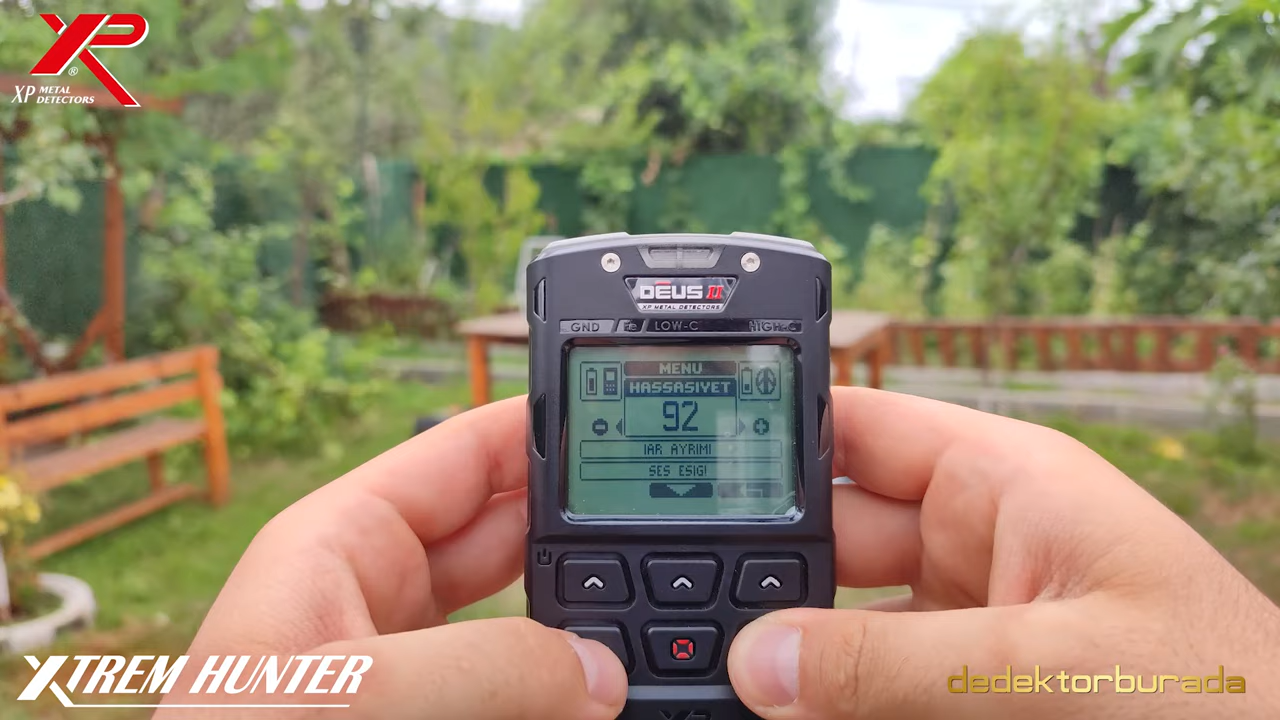 XP
®
XP METAL
DETECTORS
DEUS II
XP METAL DETECTORS
GND Fe LOW-C HIGH-C
MENU
HASSASIYET
92
IAR AYRIMI
SES ESIGI
XP
XTREM HUNTER
dedektorburada